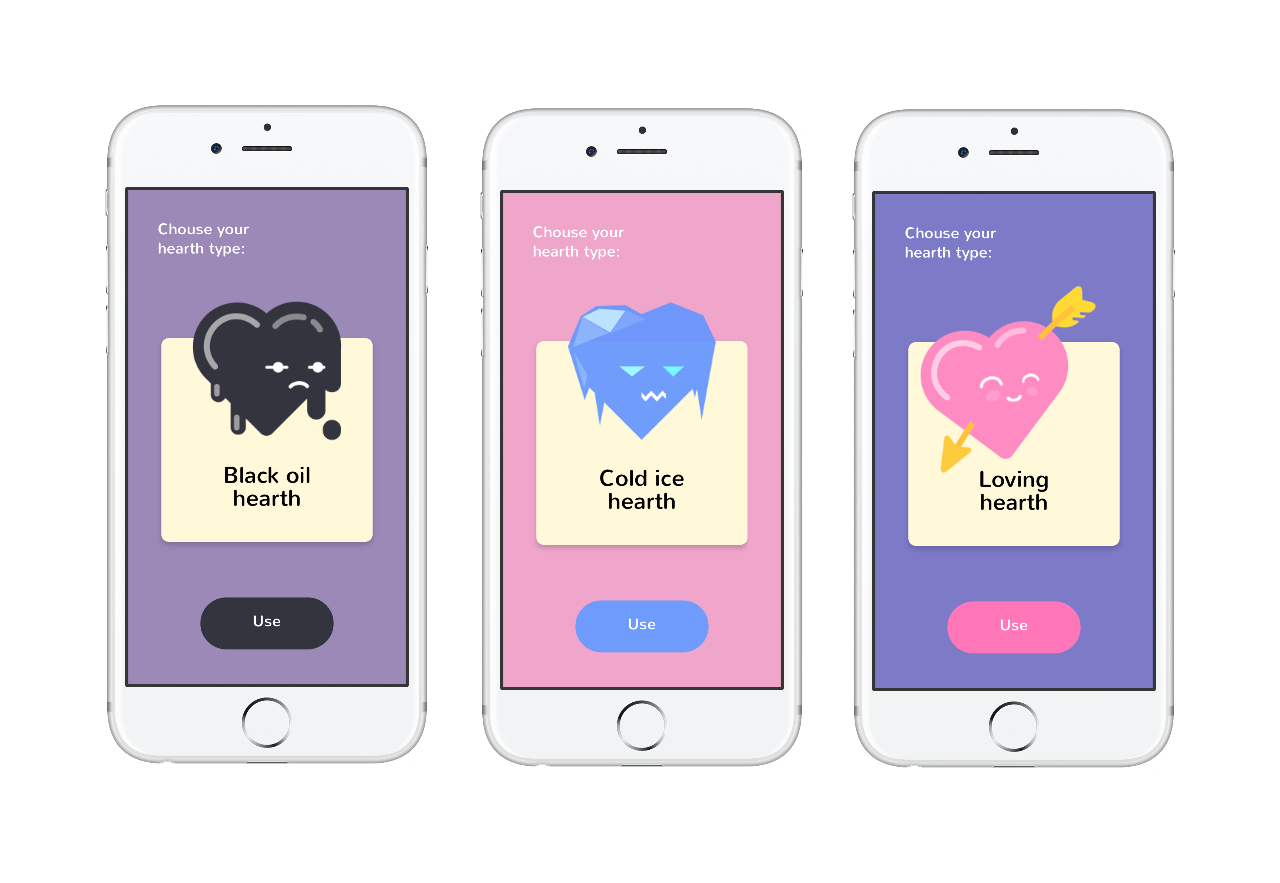 Chouse your
hearth type:
Black oil
hearth
Use
Chouse your
hearth type:
Cold ice
hearth
Use
Chouse your
hearth type:
Loving
hearth
Use